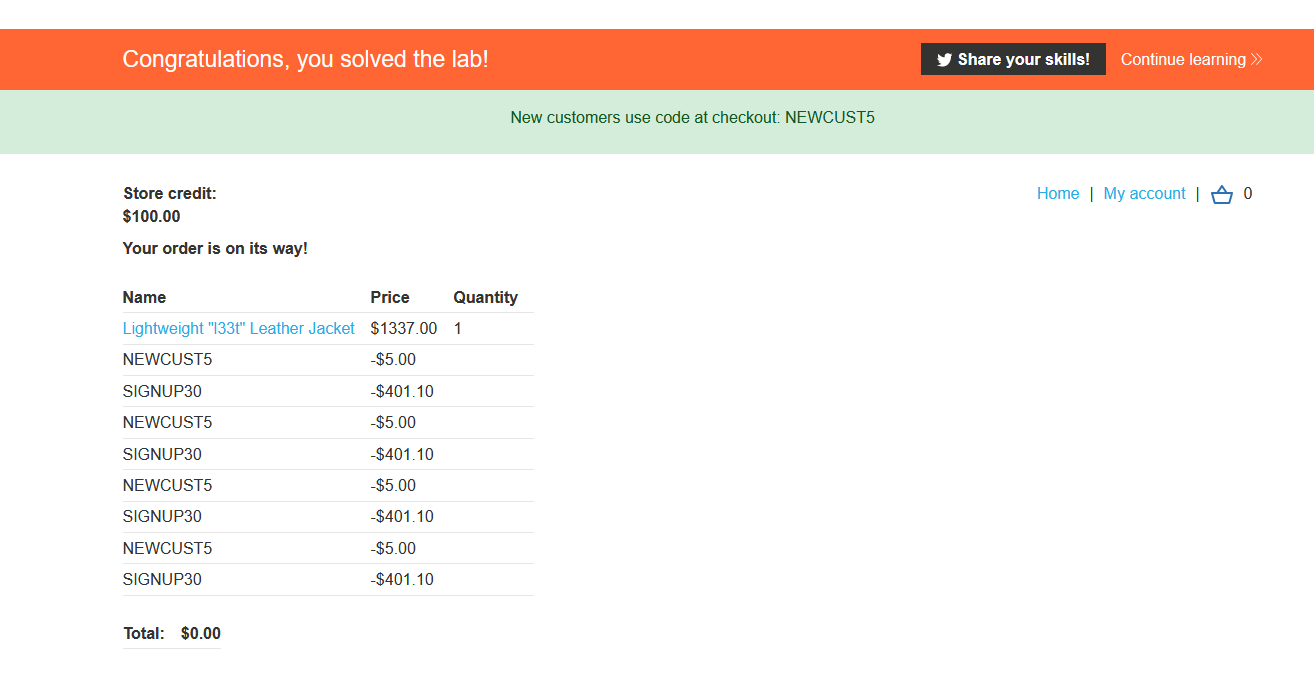 Congratulations, you solved the lab!
Share your skills!
Continue learning
New customers use code at checkout: NEWCUST5
Store credit:
$100.00
Home | My account | 0
Your order is on its way!
Name Price Quantity
Lightweight "l33t" Leather Jacket $1337.00 1
NEWCUST5 -$5.00
SIGNUP30 -$401.10
NEWCUST5 -$5.00
SIGNUP30 -$401.10
NEWCUST5 -$5.00
SIGNUP30 -$401.10
NEWCUST5 -$5.00
SIGNUP30 -$401.10
Total: $0.00